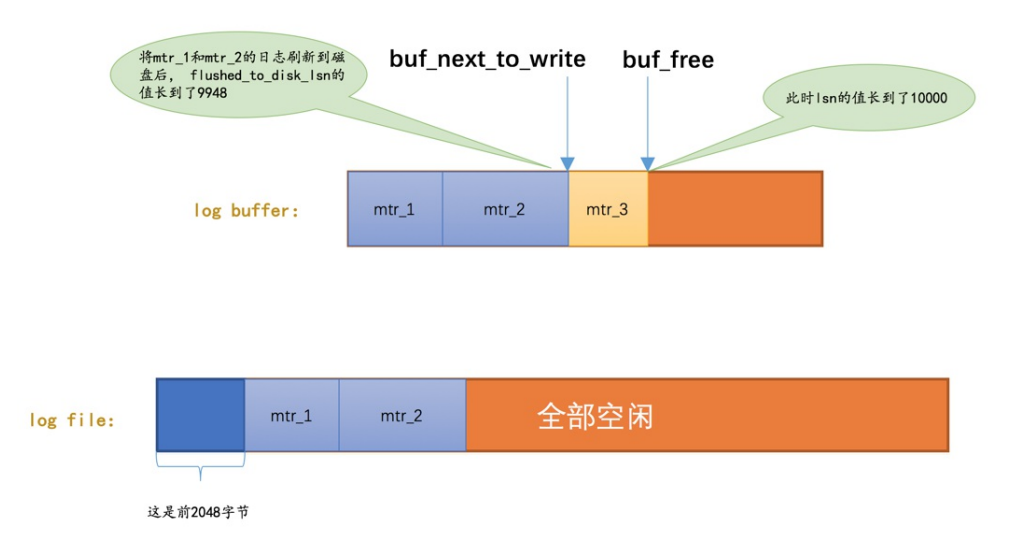 将mtr_1和mtr_2的日志刷新到磁
盘后， flushed_to_disk_lsn的
值长到了9948
buf_next_to_write
buf_free
此时lsn的值长到了10000
log buffer:
mtr_1
mtr_2
mtr_3
log file:
mtr_1
mtr_2
全部空闲
这是前2048字节